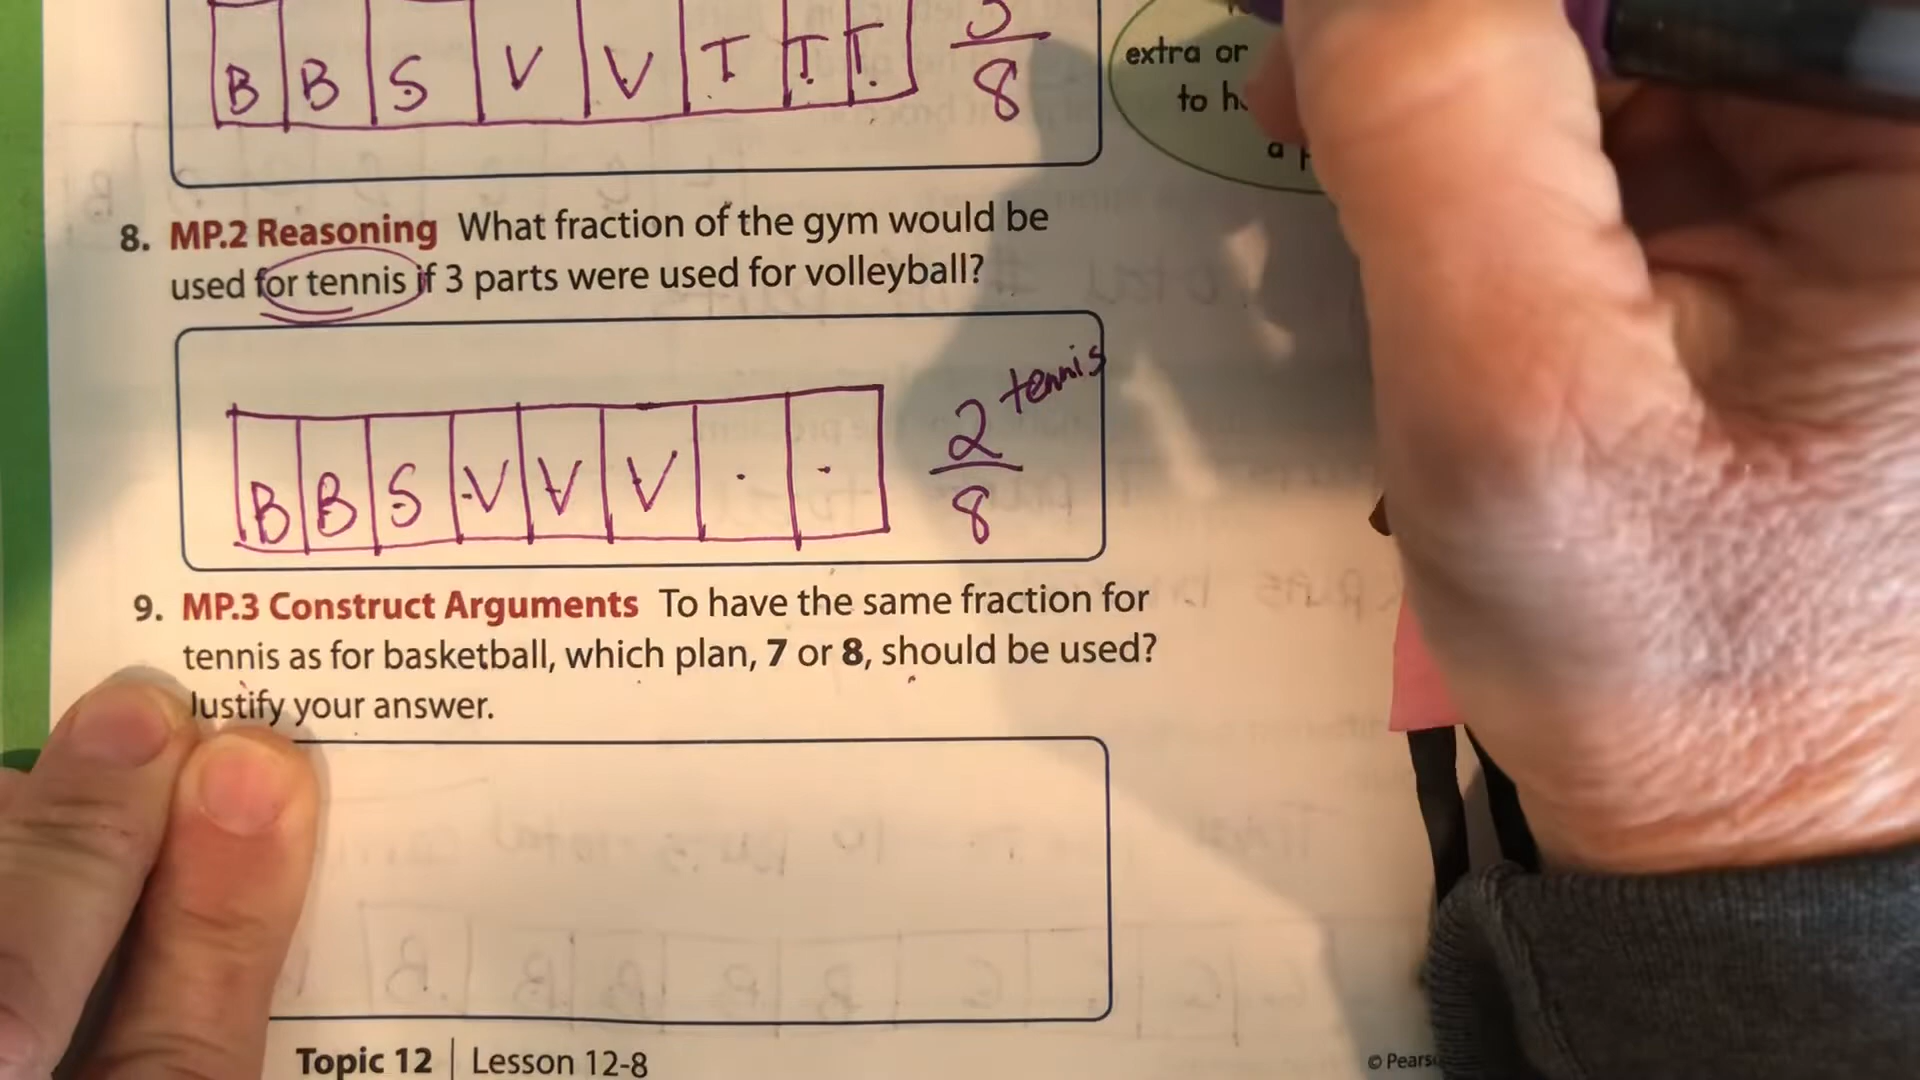 B B S V V T T T
8
extra or
to h
a
8. MP.2 Reasoning What fraction of the gym would be
used for tennis if 3 parts were used for volleyball?
B B S V V V
2 tennis
8
9. MP.3 Construct Arguments To have the same fraction for
tennis as for basketball, which plan, 7 or 8, should be used?
Justify your answer.
Topic 12 | Lesson 12-8
© Pears